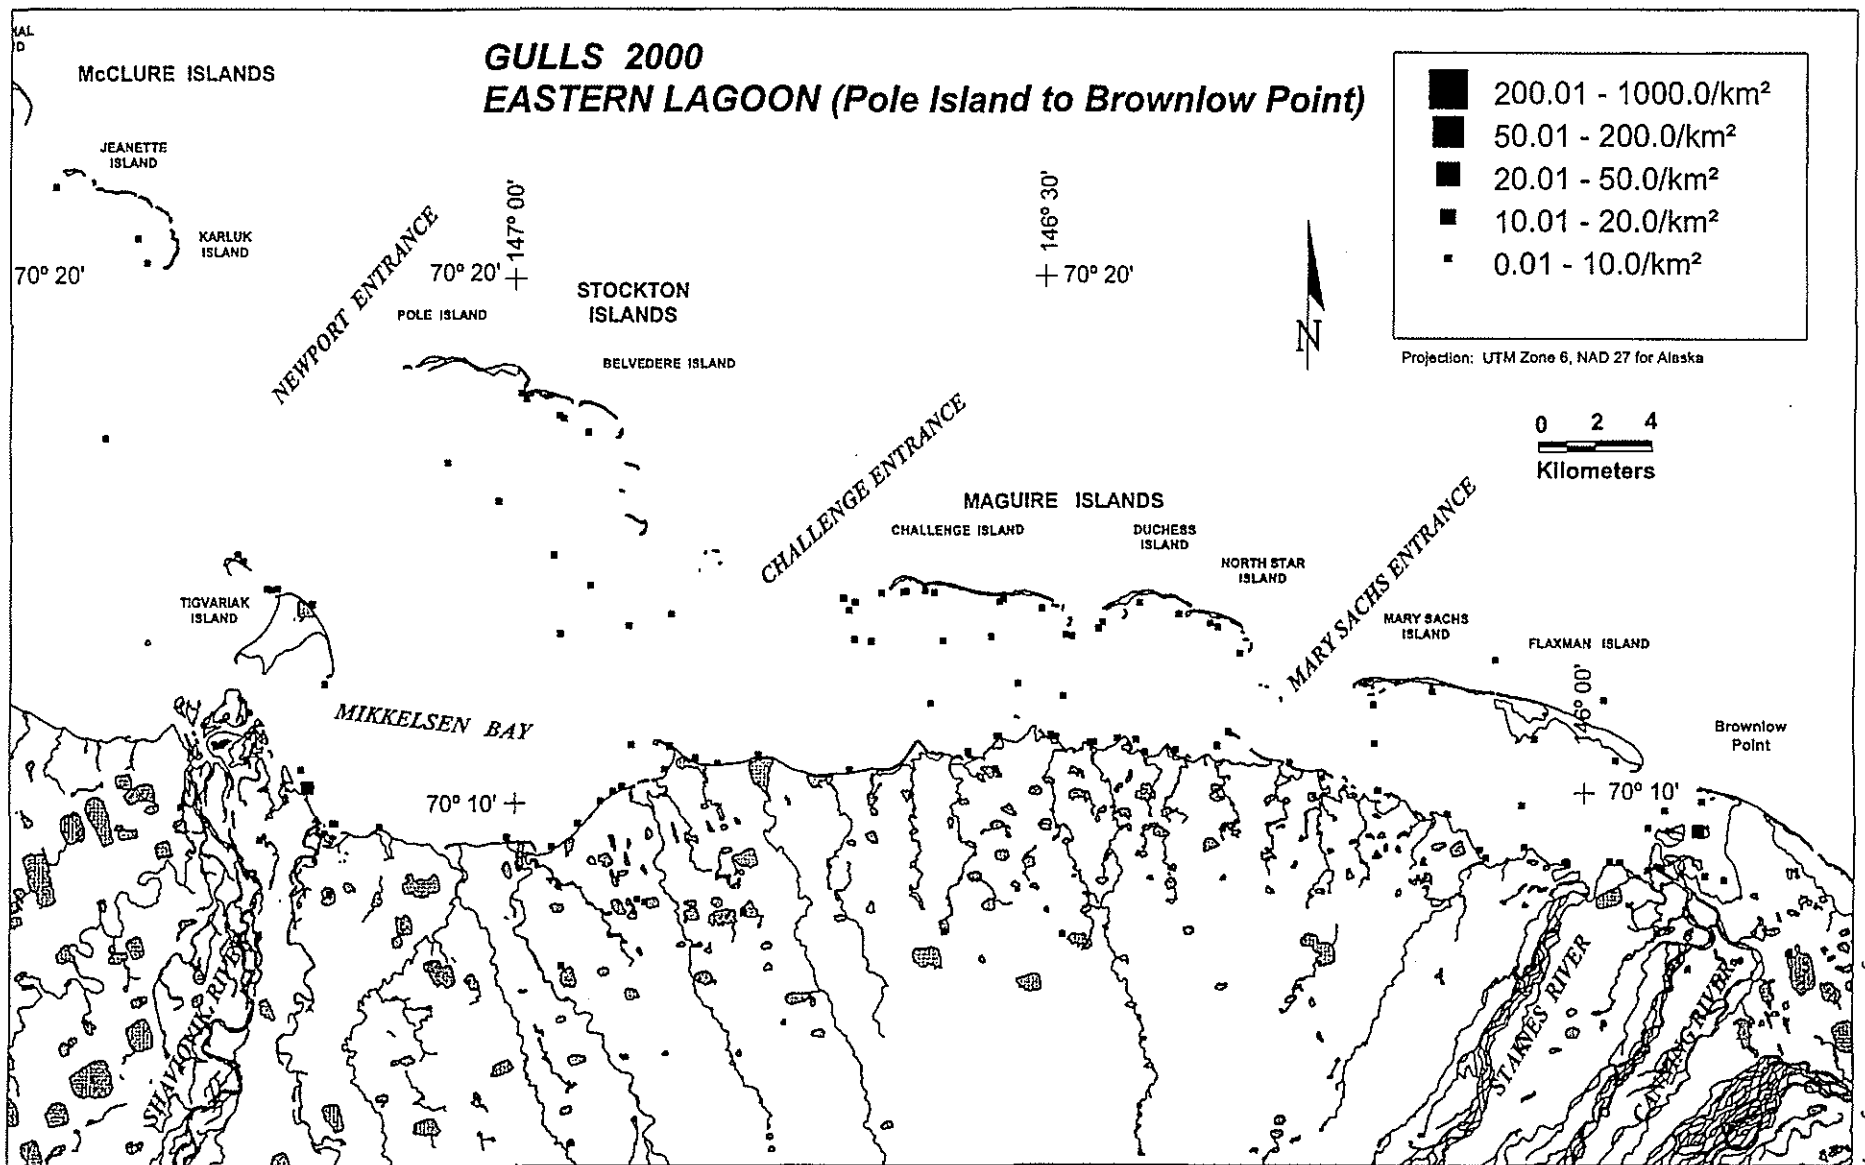 GULLS 2000
EASTERN LAGOON (Pole Island to Brownlow Point)
200.01 - 1000.0/km²
50.01 - 200.0/km²
20.01 - 50.0/km²
10.01 - 20.0/km²
0.01 - 10.0/km²
Projection: UTM Zone 6, NAD 27 for Alaska
McCLURE ISLANDS
JEANETTE
ISLAND
KARLUK
ISLAND
70° 20'
NEWPORT ENTRANCE
147° 00'
70° 20'
STOCKTON
ISLANDS
POLE ISLAND
BELVEDERE ISLAND
146° 30'
70° 20'
N
0 2 4
Kilometers
CHALLENGE ENTRANCE
MAGUIRE ISLANDS
CHALLENGE ISLAND
DUCHESS
ISLAND
NORTH STAR
ISLAND
MARY SACHS ENTRANCE
MARY SACHS
ISLAND
FLAXMAN ISLAND
146° 00'
Brownlow
Point
TIGVARIAK
ISLAND
MIKKELSEN BAY
70° 10'
70° 10'
SHAVIOVIK RIVER
STAKNES RIVER
CANNING RIVER